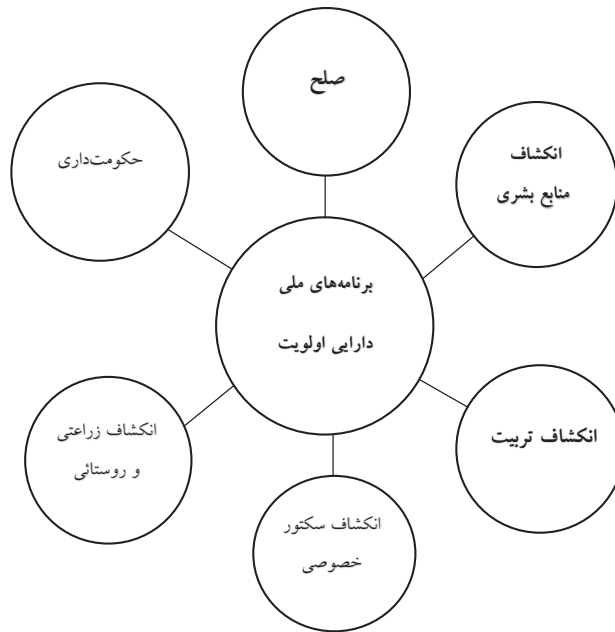 صلح
انکشاف
منابع بشری
حکومت‌داری
برنامه‌های ملی
دارایی اولویت
انکشاف تربیت
انکشاف زراعتی
و روستائی
انکشاف سکتور
خصوصی